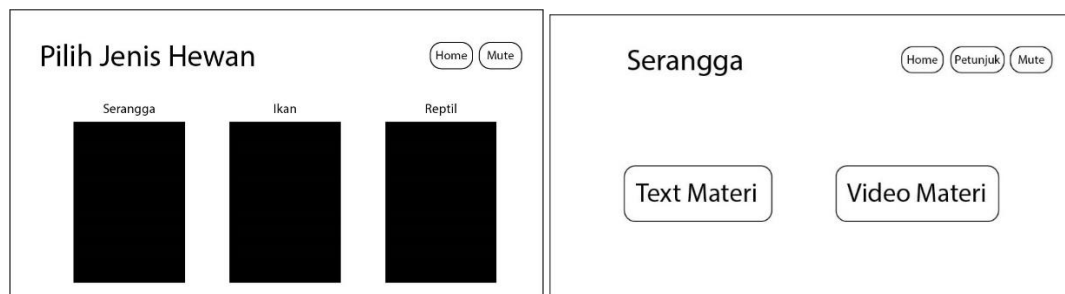 Pilih Jenis Hewan
Home
Mute
Serangga
Ikan
Reptil
Serangga
Home
Petunjuk
Mute
Text Materi
Video Materi